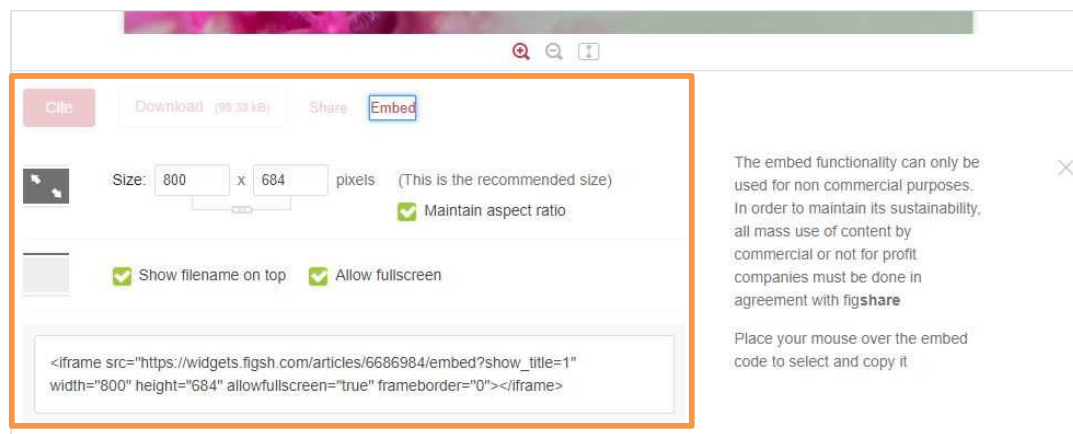 Cite Download (98.38 kB) Share Embed
Size: 800 x 684 pixels (This is the recommended size)
Maintain aspect ratio
Show filename on top Allow fullscreen
<iframe src="https://widgets.figsh.com/articles/6686984/embed?show_title=1"
width="800" height="684" allowfullscreen="true" frameborder="0"></iframe>
The embed functionality can only be
used for non commercial purposes.
In order to maintain its sustainability,
all mass use of content by
commercial or not for profit
companies must be done in
agreement with figshare
Place your mouse over the embed
code to select and copy it